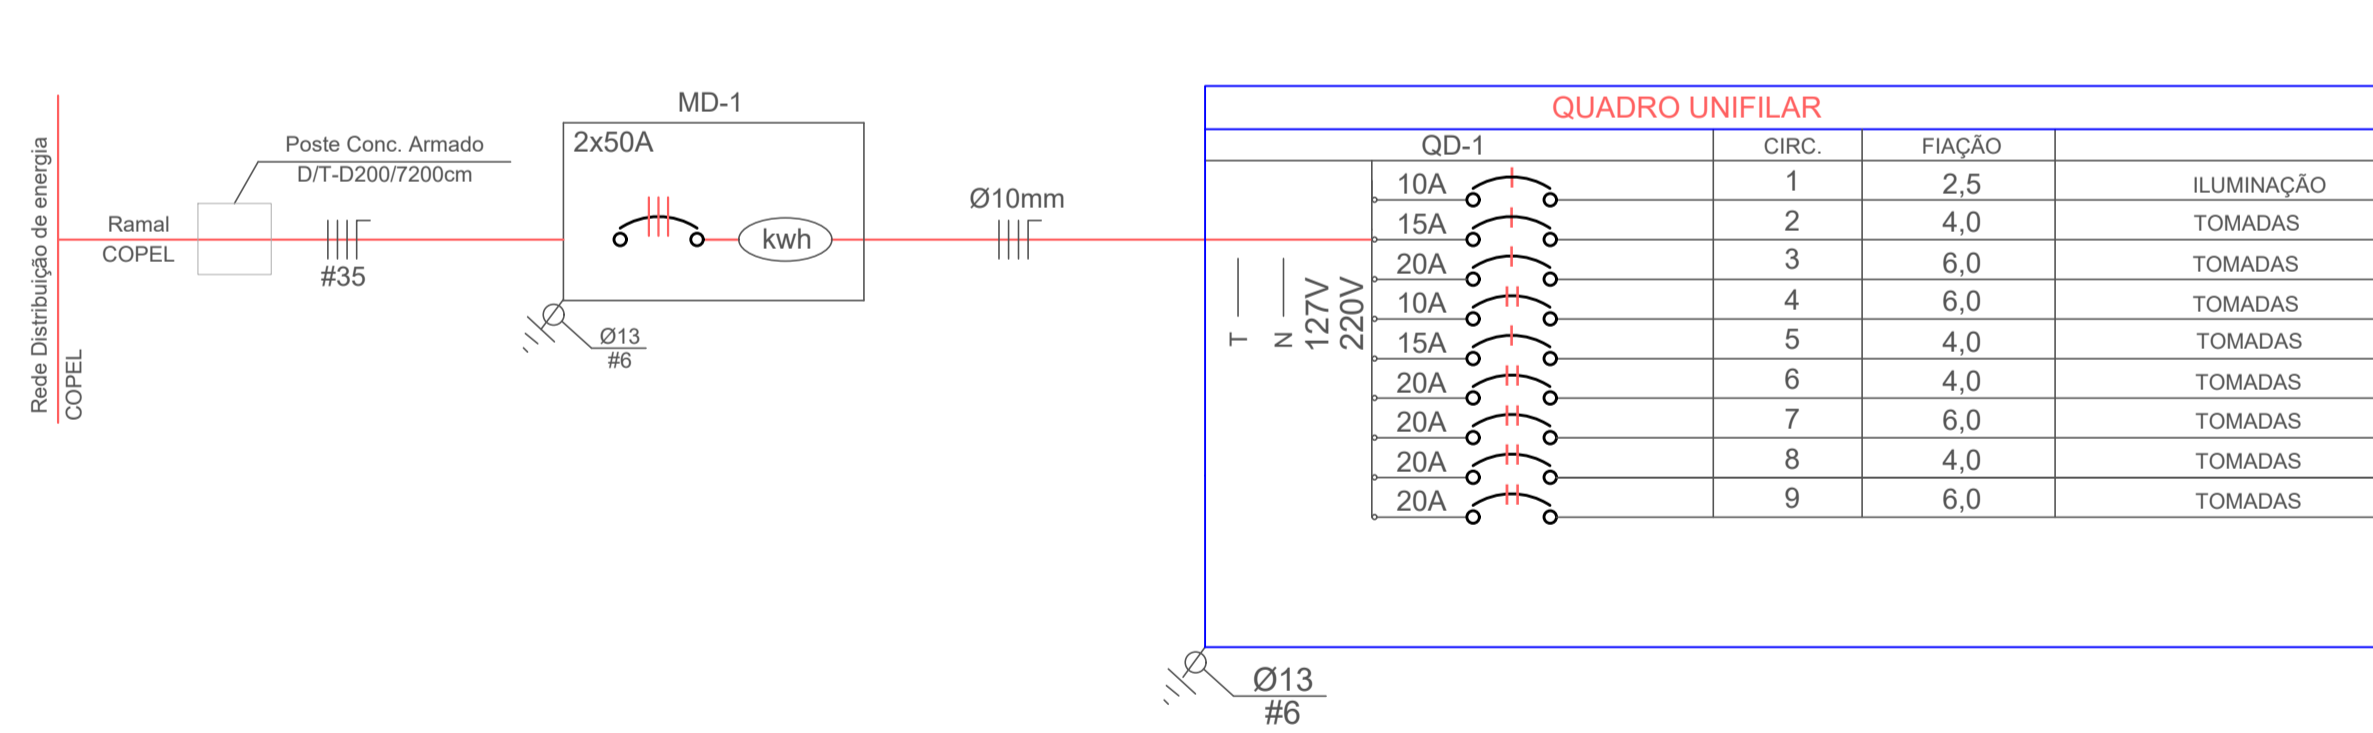 Rede Distribuição de energia
COPEL
Ramal
COPEL
Poste Conc. Armado
D/T-D200/7200cm
#35
MD-1
2x50A
kwh
Ø13
#6
Ø10mm
QUADRO UNIFILAR
QD-1 CIRC. FIAÇÃO
T
N
127V
220V
10A 1 2,5 ILUMINAÇÃO
15A 2 4,0 TOMADAS
20A 3 6,0 TOMADAS
10A 4 6,0 TOMADAS
15A 5 4,0 TOMADAS
20A 6 4,0 TOMADAS
20A 7 6,0 TOMADAS
20A 8 4,0 TOMADAS
20A 9 6,0 TOMADAS
Ø13
#6